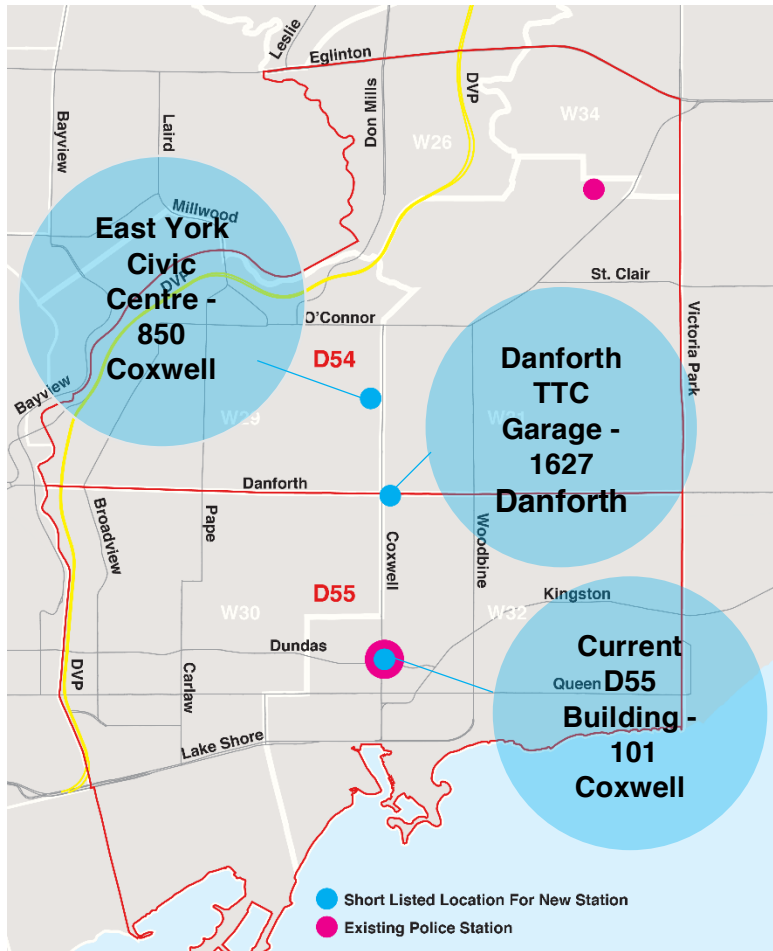 Leslie
Eglinton
DVP
Don Mills
Bayview
Laird
W34
W26
Millwood
East York
Civic
Centre -
850
Coxwell
DVP
St. Clair
O'Connor
Victoria Park
D54
Danforth
TTC
Garage -
1627
Danforth
Bayview
W29
W31
Danforth
Broadview
Pape
Coxwell
Woodbine
D55
Kingston
W30
W32
Dundas
Current
D55
Building -
101
Coxwell
Queen
DVP
Carlaw
Lake Shore
Short Listed Location For New Station
Existing Police Station